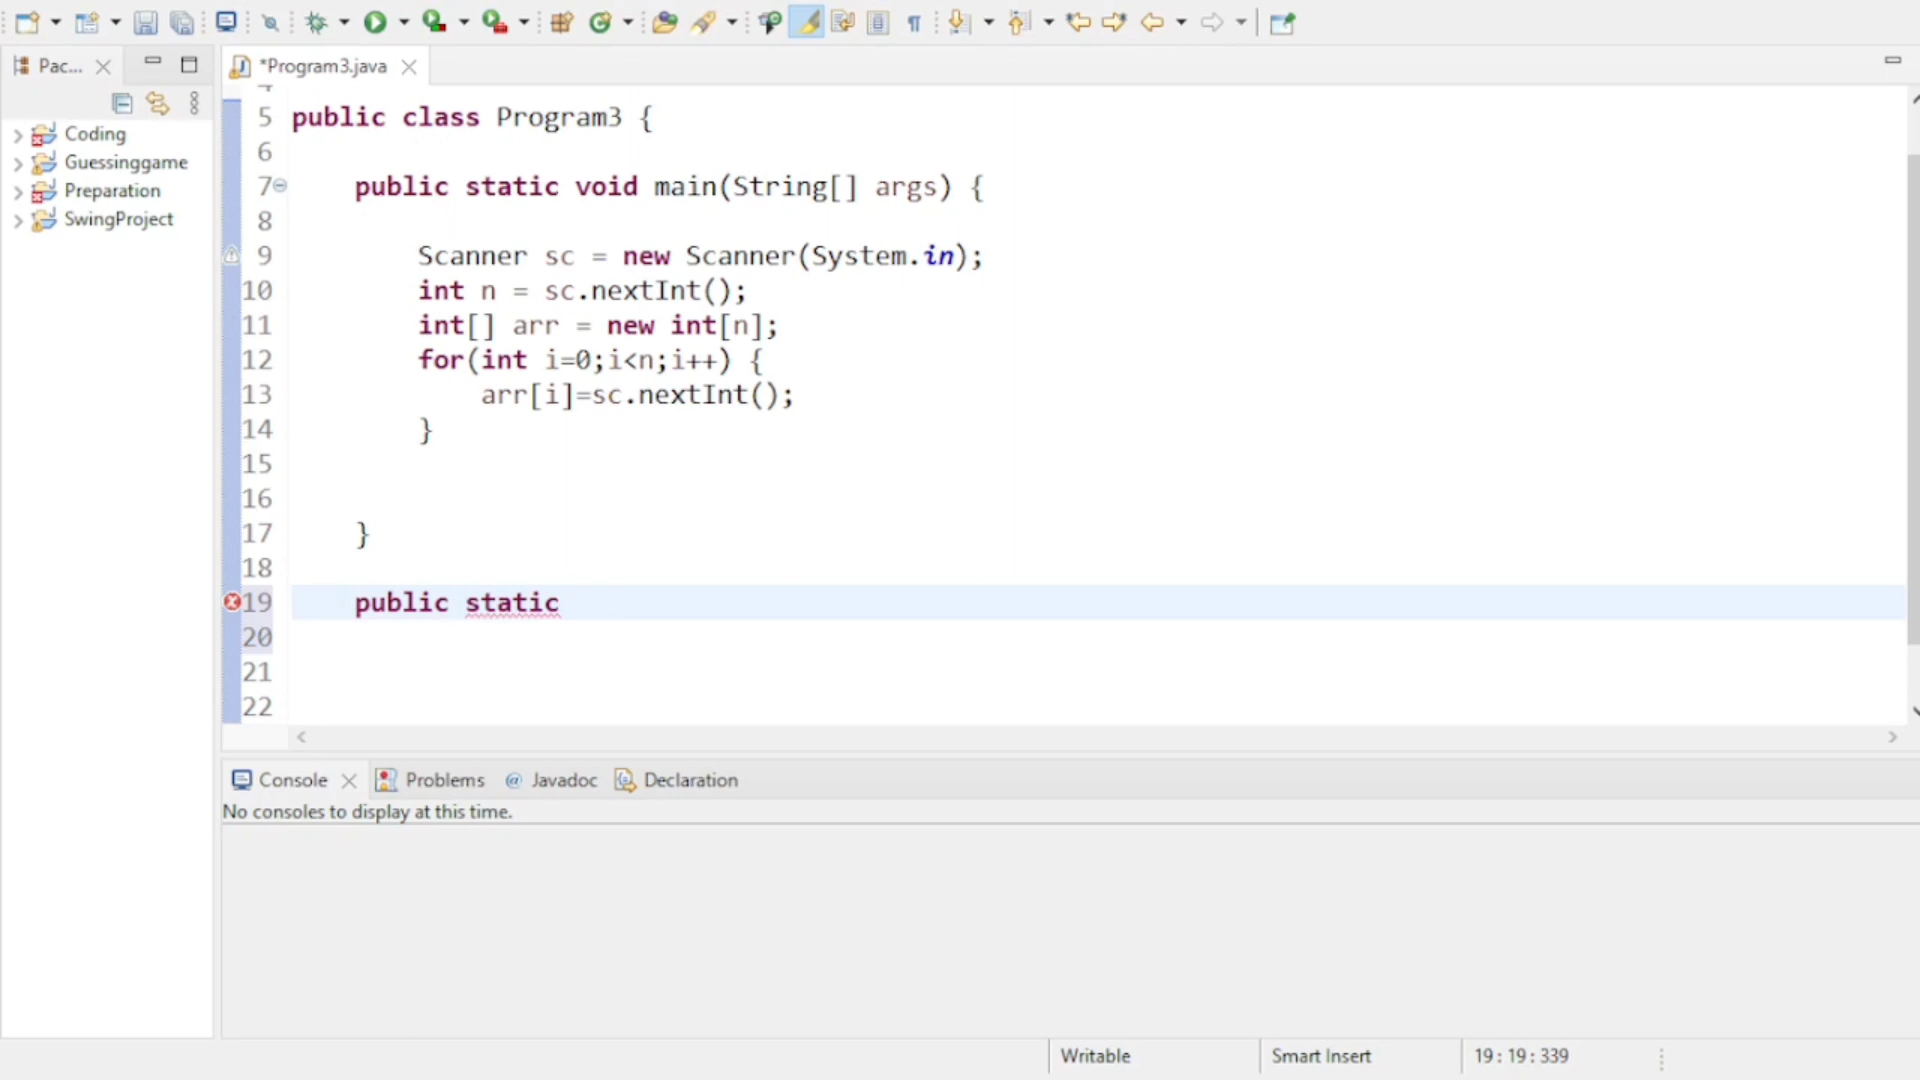 Pac...
*Program3.java
Coding
Guessinggame
Preparation
SwingProject
4
5 public class Program3 {
6
7 public static void main(String[] args) {
8
9 Scanner sc = new Scanner(System.in);
10 int n = sc.nextInt();
11 int[] arr = new int[n];
12 for(int i=0;i<n;i++) {
13 arr[i]=sc.nextInt();
14 }
15
16
17 }
18
19 public static
20
21
22
Console Problems @ Javadoc Declaration
No consoles to display at this time.
Writable Smart Insert 19 : 19 : 339